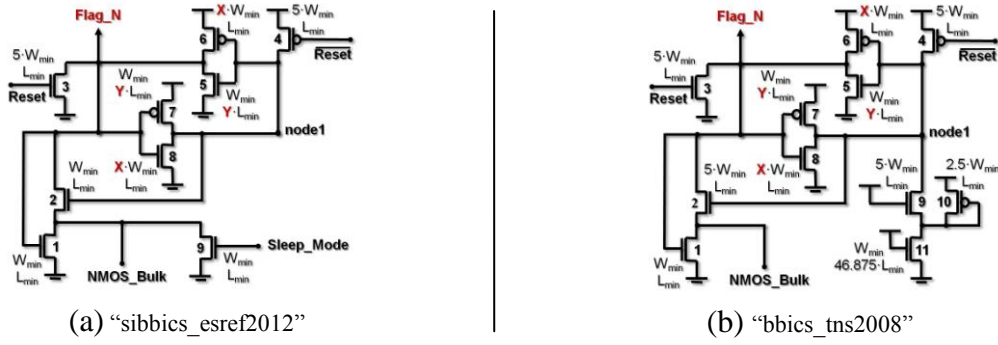 Flag_N
X·Wmin
Lmin
5·Wmin
Lmin
6
4
Reset
5·Wmin
Lmin
3
Reset
5
Wmin
Y·Lmin
Wmin
Y·Lmin
7
node1
8
X·Wmin
Lmin
Wmin
Lmin
2
1
Wmin
Lmin
NMOS_Bulk
9
Sleep_Mode
Wmin
Lmin
(a) “sibbics_esref2012”
Flag_N
X·Wmin
Lmin
5·Wmin
Lmin
6
4
Reset
5·Wmin
Lmin
3
Reset
5
Wmin
Y·Lmin
Wmin
Y·Lmin
7
node1
8
X·Wmin
Lmin
5·Wmin
Lmin
2
5·Wmin
Lmin
9
2.5·Wmin
Lmin
10
1
Wmin
Lmin
NMOS_Bulk
Wmin
46.875·Lmin
11
(b) “bbics_tns2008”